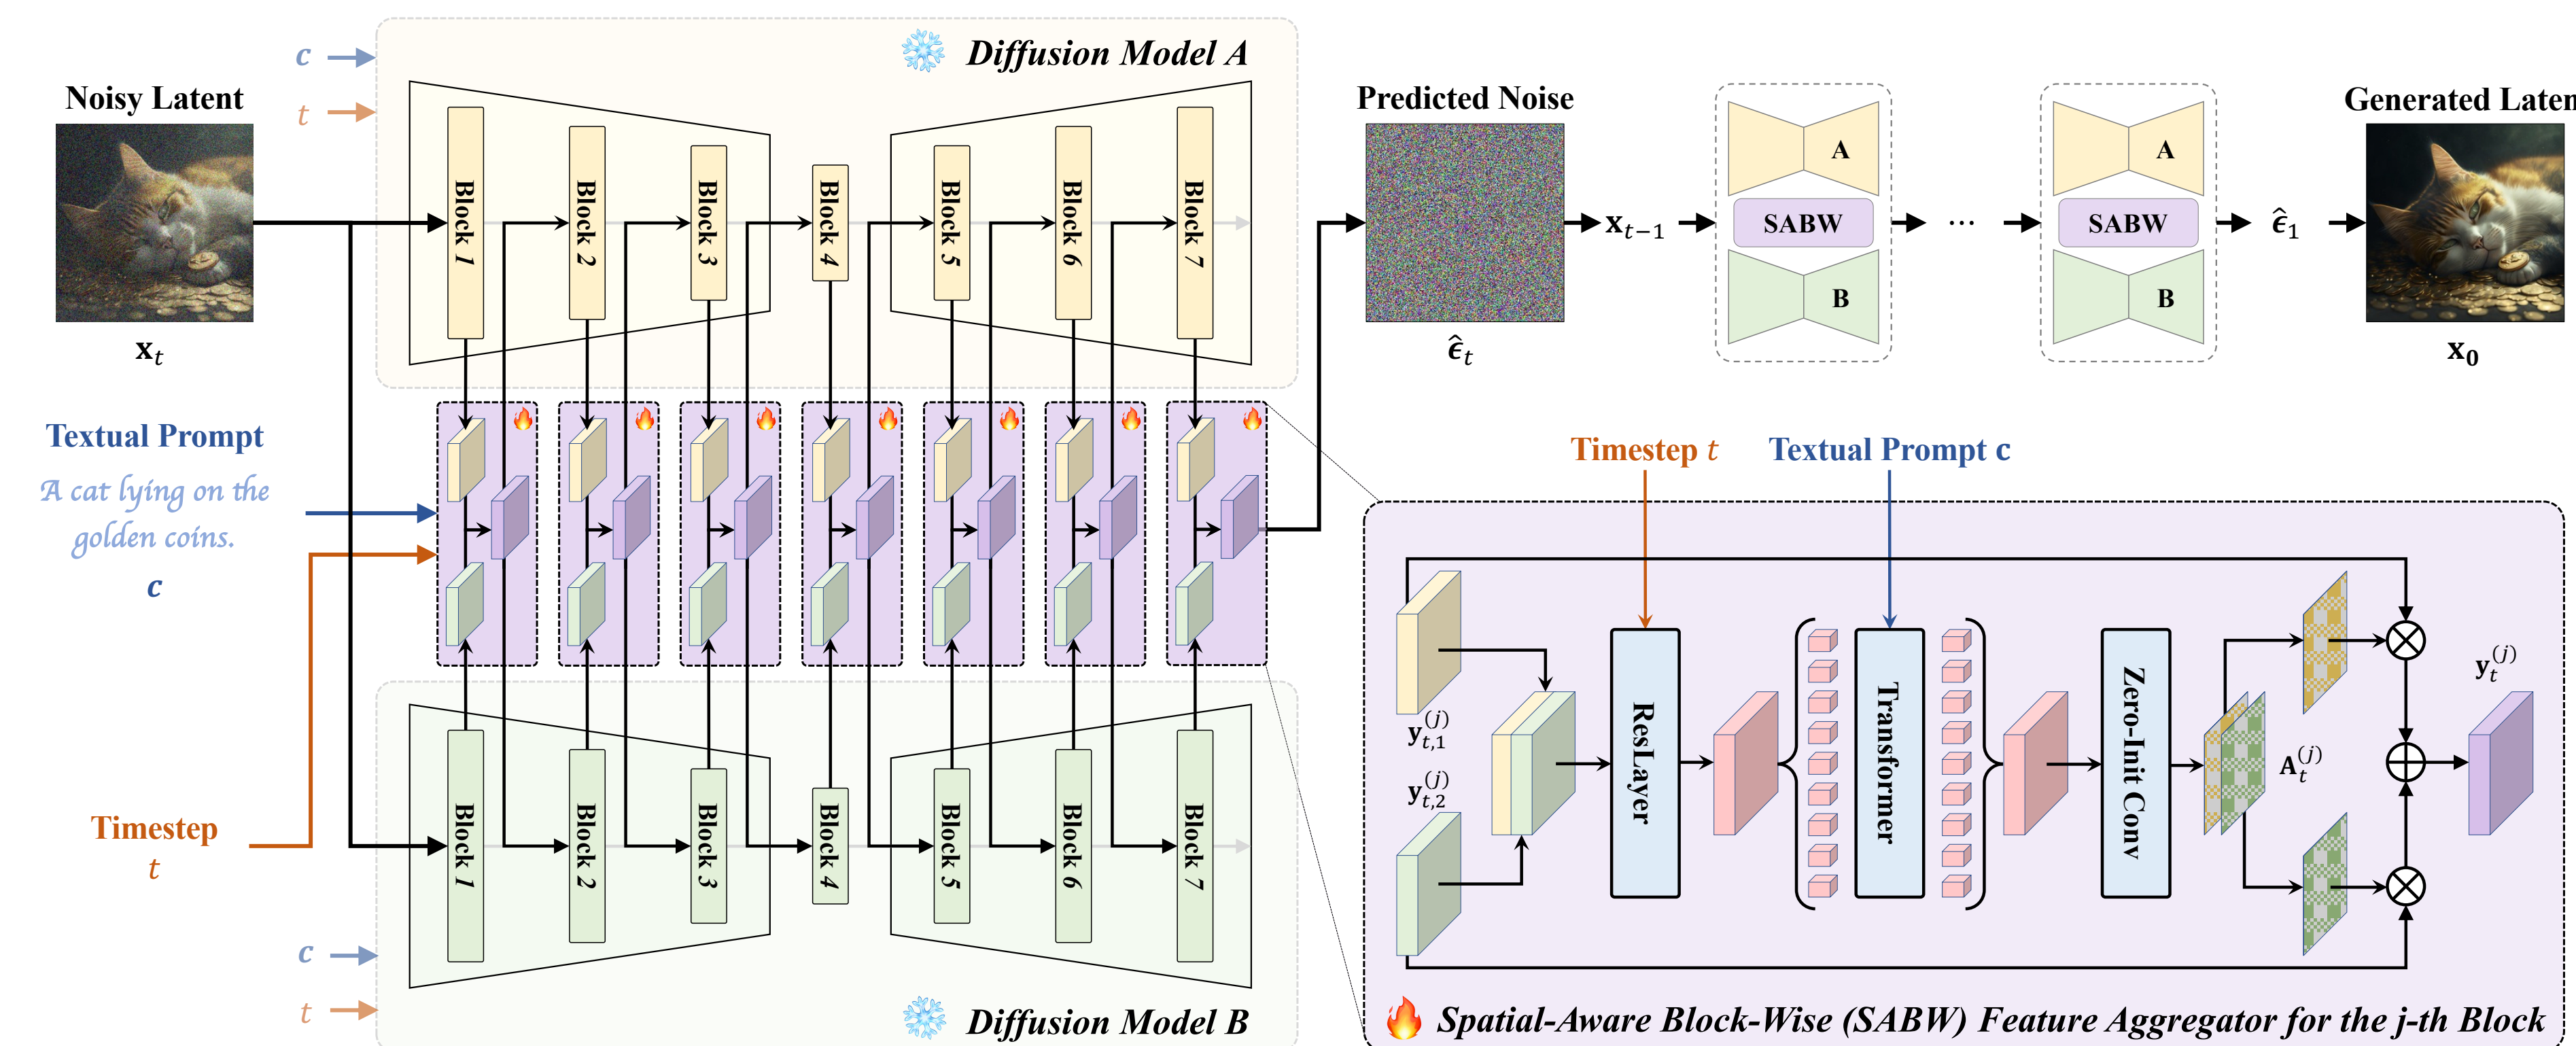 c
t
Diffusion Model A
Noisy Latent
x_t
Block 1
Block 2
Block 3
Block 4
Block 5
Block 6
Block 7
Predicted Noise
ϵ̂_t
x_{t−1}
A
SABW
B
...
A
SABW
B
ϵ̂_1
Generated Laten
x_0
Textual Prompt
A cat lying on the
golden coins.
c
Timestep
t
c
t
Block 1
Block 2
Block 3
Block 4
Block 5
Block 6
Block 7
Diffusion Model B
Timestep t
Textual Prompt c
y_{t,1}^{(j)}
y_{t,2}^{(j)}
ResLayer
Transformer
Zero-Init Conv
A_t^{(j)}
y_t^{(j)}
Spatial-Aware Block-Wise (SABW) Feature Aggregator for the j-th Block